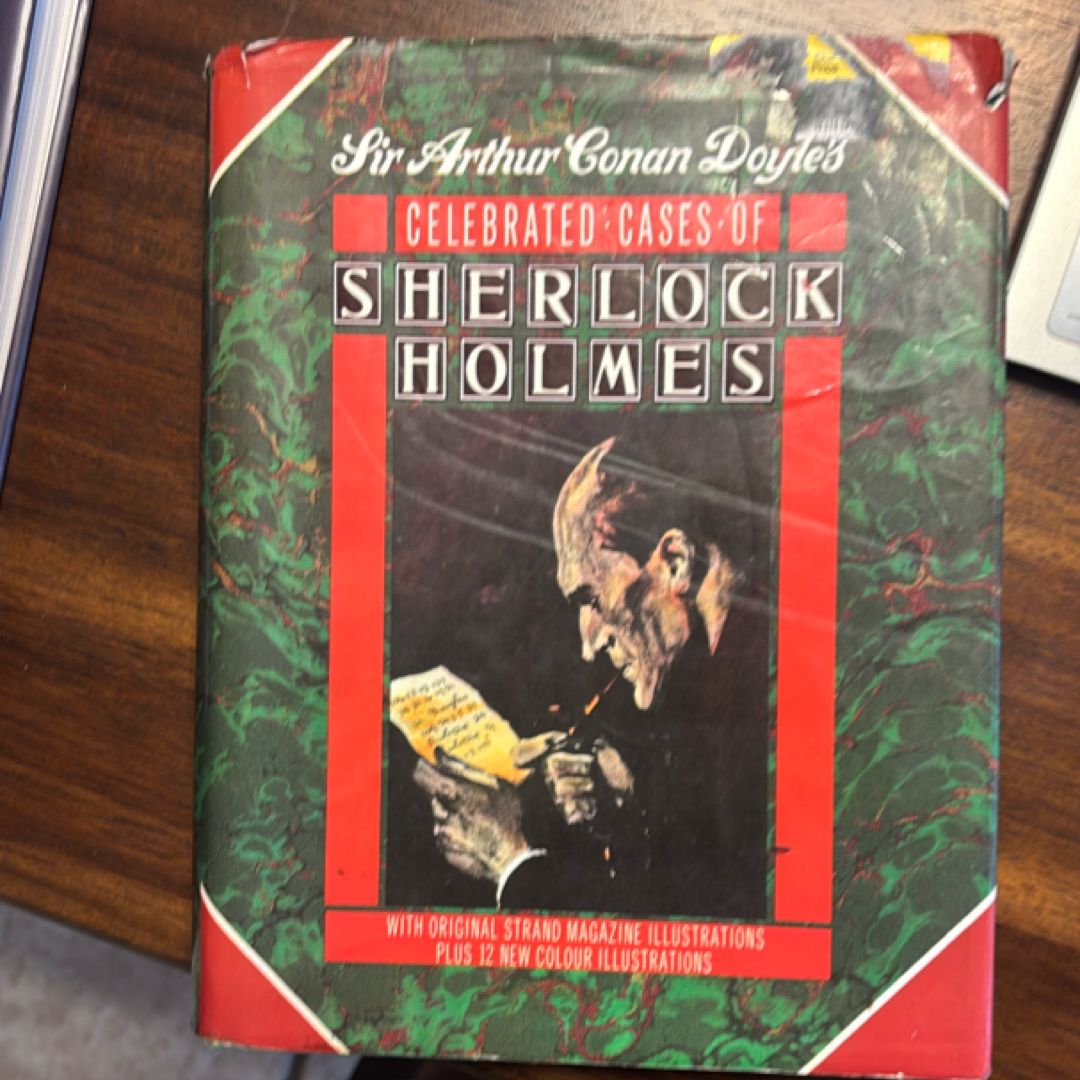 Sir Arthur Conan Doyle's
CELEBRATED CASES OF
SHERLOCK
HOLMES
WITH ORIGINAL STRAND MAGAZINE ILLUSTRATIONS
PLUS 12 NEW COLOUR ILLUSTRATIONS